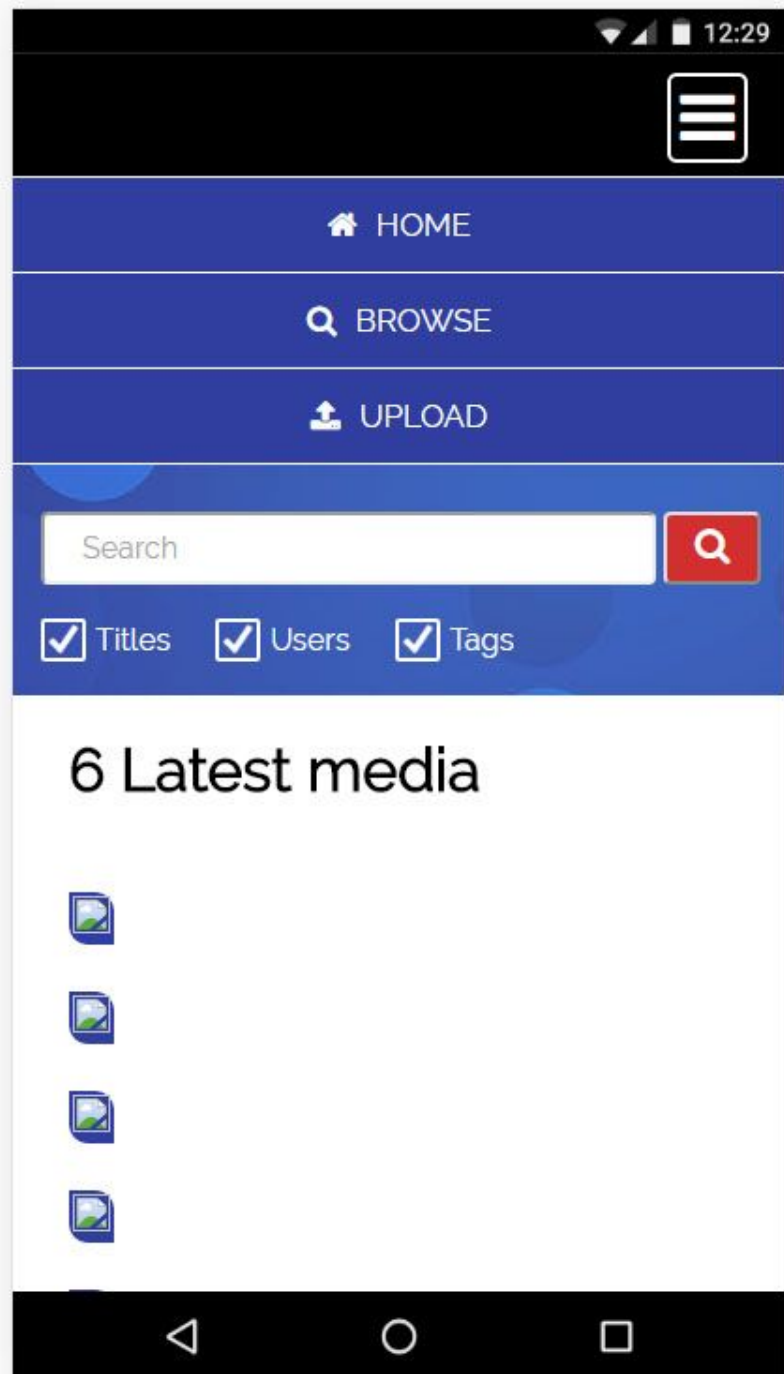 12:29
HOME
BROWSE
UPLOAD
Search
Titles Users Tags
6 Latest media